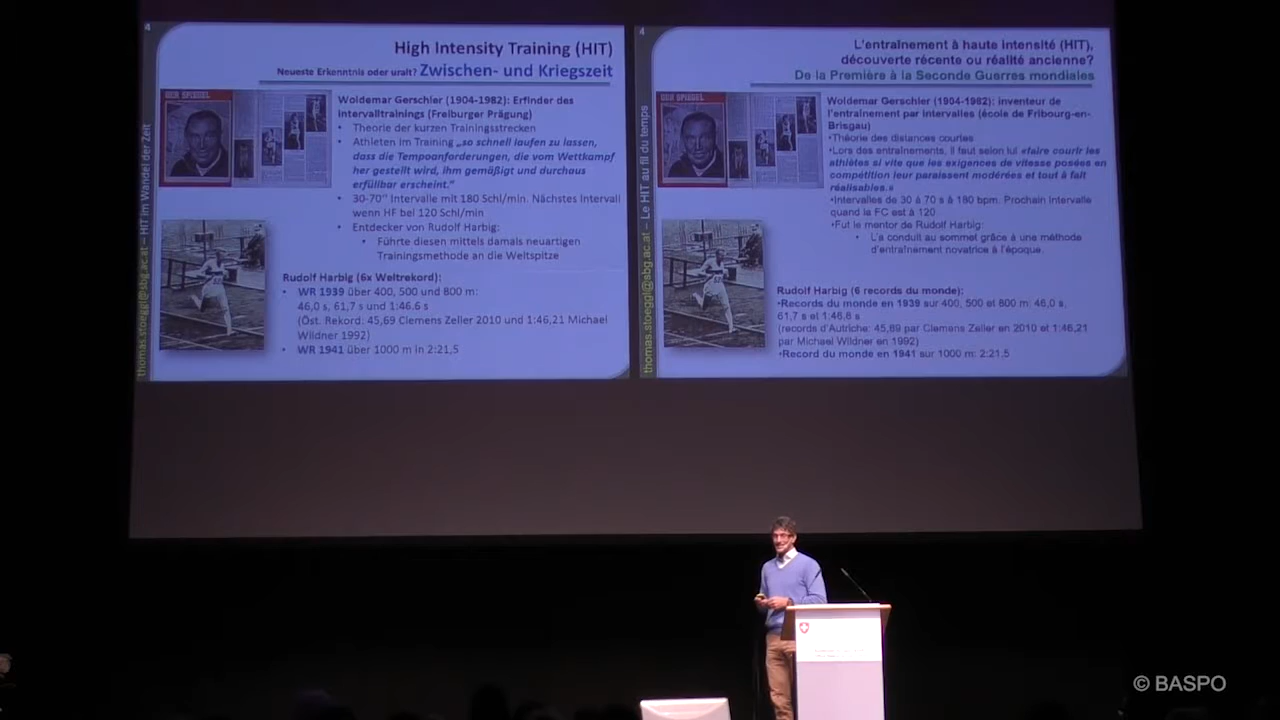 4
High Intensity Training (HIT)
Neueste Erkenntnis oder uralt? Zwischen- und Kriegszeit
DER SPIEGEL
Woldemar Gerschler (1904-1982): Erfinder des
Intervalltrainings (Freiburger Prägung)
• Theorie der kurzen Trainingsstrecken
• Athleten im Training „so schnell laufen zu lassen,
dass die Tempoanforderungen, die vom Wettkampf
her gestellt wird, ihm gemäßigt und durchaus
erfüllbar erscheint."
• 30-70'' Intervalle mit 180 Schl/min. Nächstes Intervall
wenn HF bei 120 Schl/min
• Entdecker von Rudolf Harbig:
• Führte diesen mittels damals neuartigen
Trainingsmethode an die Weltspitze
Rudolf Harbig (6x Weltrekord):
• WR 1939 über 400, 500 und 800 m:
46,0 s, 61,7 s und 1:46.6 s
(Öst. Rekord: 45,69 Clemens Zeller 2010 und 1:46,21 Michael
Wildner 1992)
• WR 1941 über 1000 m in 2:21,5
thomas.stoeggl@sbg.ac.at – HIT im Wandel der Zeit
4
L'entraînement à haute intensité (HIT),
découverte récente ou réalité ancienne?
De la Première à la Seconde Guerres mondiales
DER SPIEGEL
Woldemar Gerschler (1904-1982): inventeur de
l'entraînement par intervalles (école de Fribourg-en-
Brisgau)
•Théorie des distances courtes
•Lors des entraînements, il faut selon lui «faire courir les
athlètes si vite que les exigences de vitesse posées en
compétition leur paraissent modérées et tout à fait
réalisables.»
•Intervalles de 30 à 70 s à 180 bpm. Prochain intervalle
quand la FC est à 120
•Fut le mentor de Rudolf Harbig:
• L'a conduit au sommet grâce à une méthode
d'entraînement novatrice à l'époque.
Rudolf Harbig (6 records du monde):
•Records du monde en 1939 sur 400, 500 et 800 m: 46,0 s,
61,7 s et 1:46,6 s
(records d'Autriche: 45,69 par Clemens Zeller en 2010 et 1:46,21
par Michael Wildner en 1992)
•Record du monde en 1941 sur 1000 m: 2:21.5
thomas.stoeggl@sbg.ac.at – Le HIT au fil du temps
© BASPO